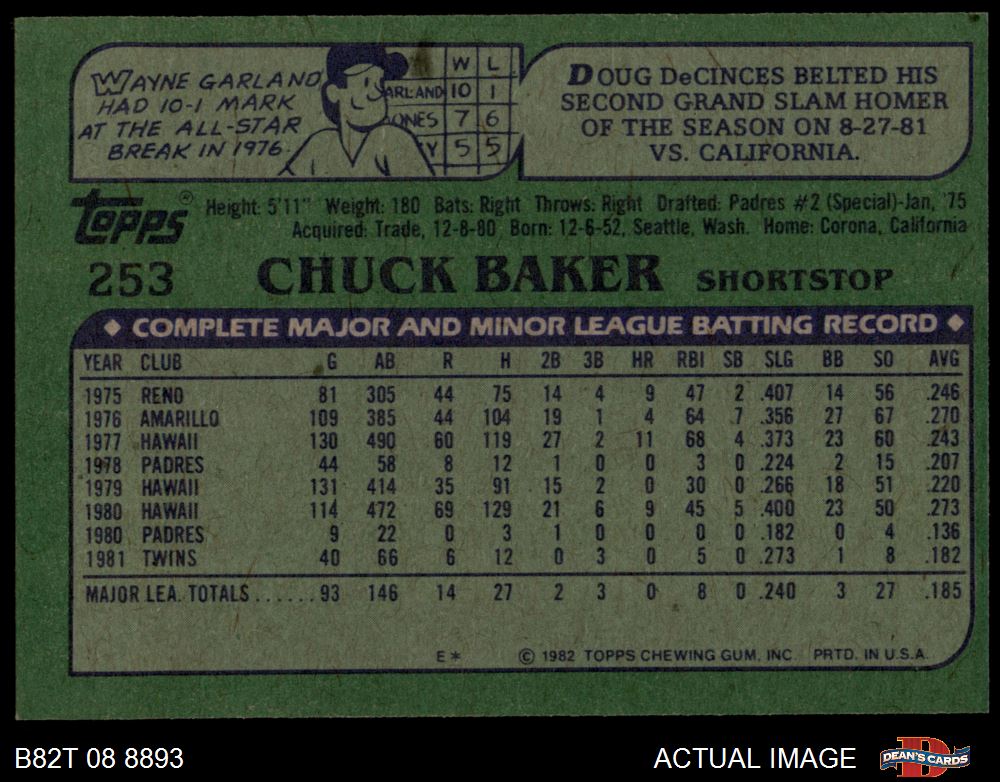 WAYNE GARLAND
HAD 10-1 MARK
AT THE ALL-STAR
BREAK IN 1976.
W L
ARLAND 10 1
ONES 7 6
Y 5 5
DOUG DeCINCES BELTED HIS
SECOND GRAND SLAM HOMER
OF THE SEASON ON 8-27-81
VS. CALIFORNIA.
TOPPS®
Height: 5'11" Weight: 180 Bats: Right Throws: Right Drafted: Padres #2 (Special)-Jan, '75
Acquired: Trade, 12-8-80 Born: 12-6-52, Seattle, Wash. Home: Corona, California
253 CHUCK BAKER SHORTSTOP
◆ COMPLETE MAJOR AND MINOR LEAGUE BATTING RECORD ◆
YEAR CLUB G AB R H 2B 3B HR RBI SB SLG BB SO AVG
1975 RENO 81 305 44 75 14 4 9 47 2 .407 14 56 .246
1976 AMARILLO 109 385 44 104 19 1 4 64 7 .356 27 67 .270
1977 HAWAII 130 490 60 119 27 2 11 68 4 .373 23 60 .243
1978 PADRES 44 58 8 12 1 0 0 3 0 .224 2 15 .207
1979 HAWAII 131 414 35 91 15 2 0 30 0 .266 18 51 .220
1980 HAWAII 114 472 69 129 21 6 9 45 5 .400 23 50 .273
1980 PADRES 9 22 0 3 1 0 0 0 0 .182 0 4 .136
1981 TWINS 40 66 6 12 0 3 0 5 0 .273 1 8 .182
MAJOR LEA. TOTALS......93 146 14 27 2 3 0 8 0 .240 3 27 .185
E* © 1982 TOPPS CHEWING GUM, INC. PRTD. IN U.S.A.
B82T 08 8893 ACTUAL IMAGE DEAN'S CARDS